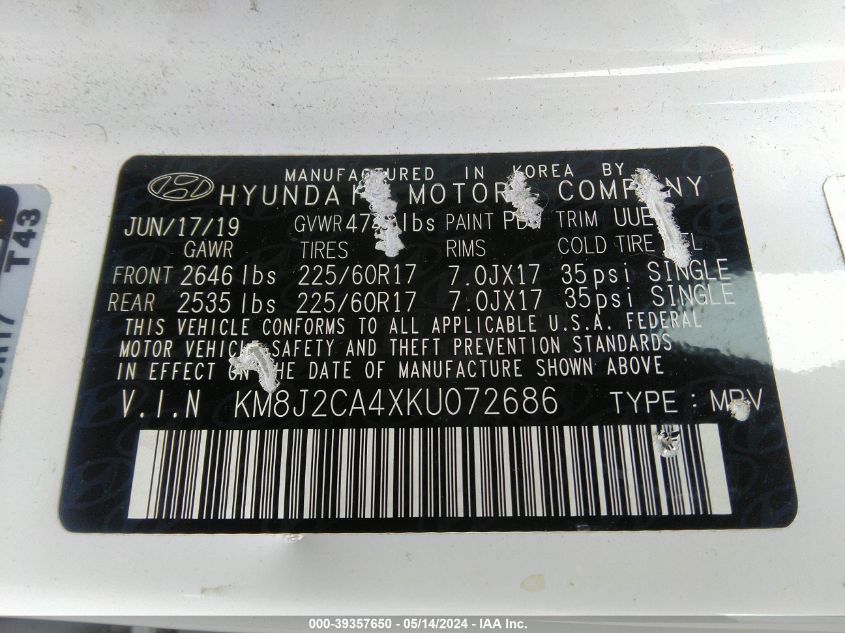 MANUFACTURED IN KOREA BY
HYUNDAI MOTOR COMPANY
JUN/17/19 lbs PAINT TRIM
GAWR TIRES RIMS COLD TIRE
FRONT 2646 lbs 225/60R17 7.0JX17 35psi SINGLE
REAR 2535 lbs 225/60R17 7.0JX17 35psi SINGLE
THIS VEHICLE CONFORMS TO ALL APPLICABLE U.S.A. FEDERAL
MOTOR VEHICLE SAFETY AND THEFT PREVENTION STANDARDS
IN EFFECT ON THE DATE OF MANUFACTURE SHOWN ABOVE
V.I.N KM8J2CA4XKU072686 TYPE : MPV
T43
000-39357650 - 05/14/2024 - IAA Inc.